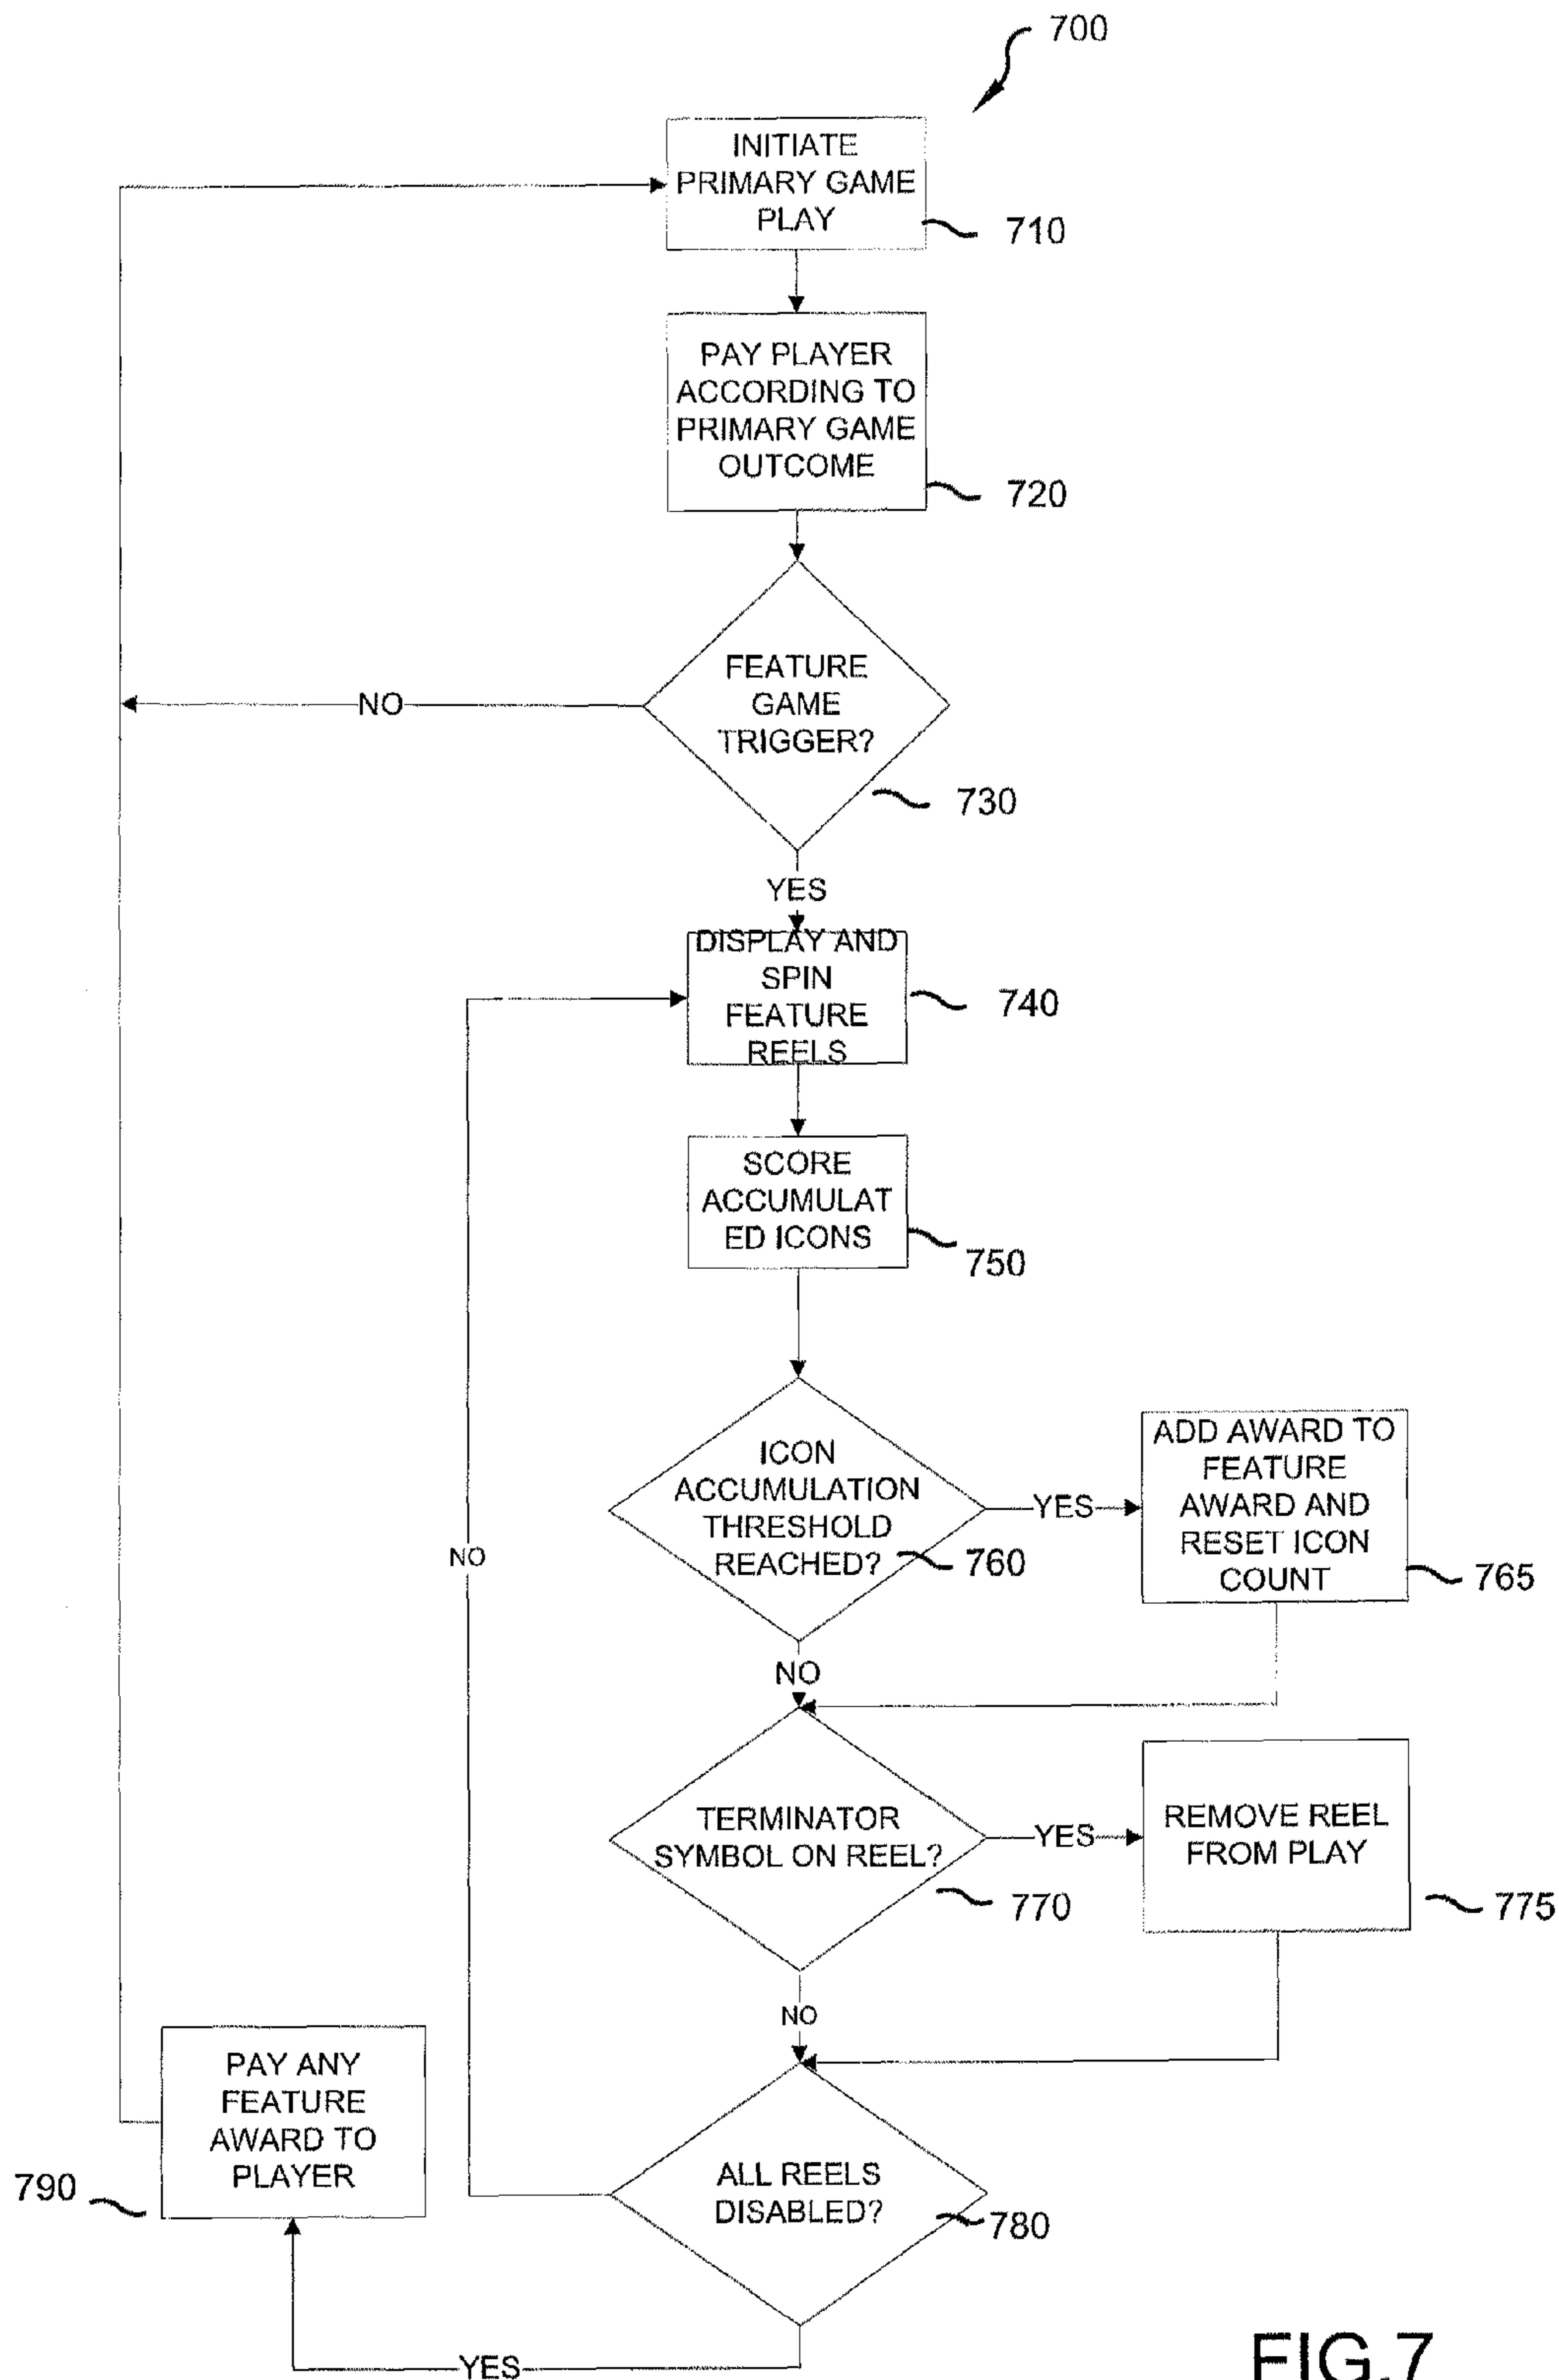 700
INITIATE
PRIMARY GAME
PLAY
710
PAY PLAYER
ACCORDING TO
PRIMARY GAME
OUTCOME
720
FEATURE
GAME
TRIGGER?
NO
730
YES
DISPLAY AND
SPIN
FEATURE
REELS
740
SCORE
ACCUMULAT
ED ICONS
750
ICON
ACCUMULATION
THRESHOLD
REACHED?
760
YES
ADD AWARD TO
FEATURE
AWARD AND
RESET ICON
COUNT
765
NO
NO
TERMINATOR
SYMBOL ON REEL?
770
YES
REMOVE REEL
FROM PLAY
775
NO
ALL REELS
DISABLED?
780
PAY ANY
FEATURE
AWARD TO
PLAYER
790
YES
FIG.7